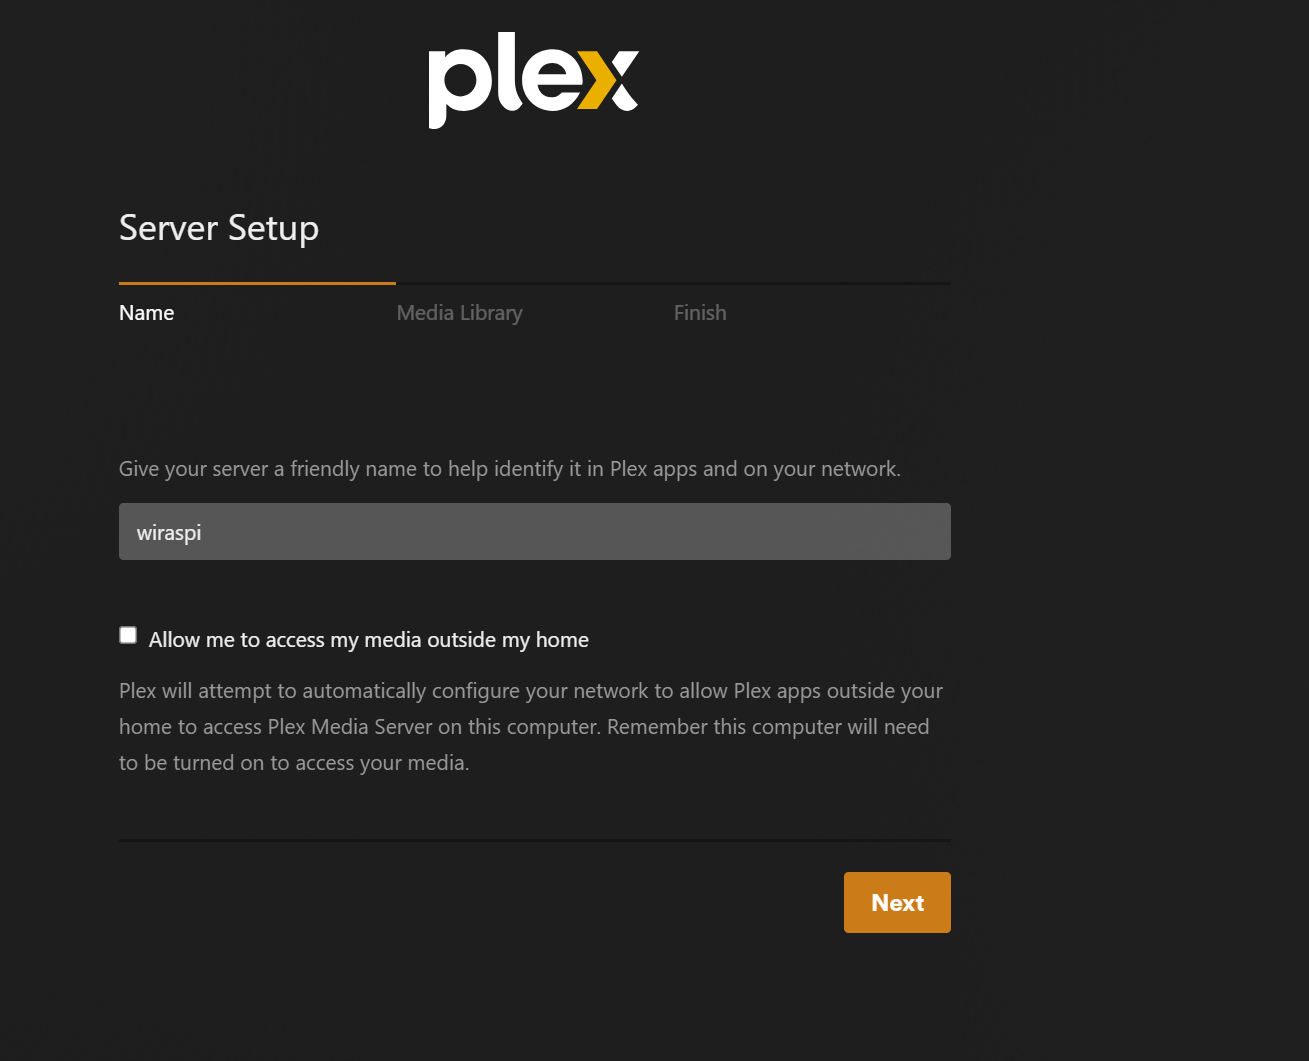 plex
Server Setup
Name
Media Library
Finish
Give your server a friendly name to help identify it in Plex apps and on your network.
wiraspi
Allow me to access my media outside my home
Plex will attempt to automatically configure your network to allow Plex apps outside your
home to access Plex Media Server on this computer. Remember this computer will need
to be turned on to access your media.
Next